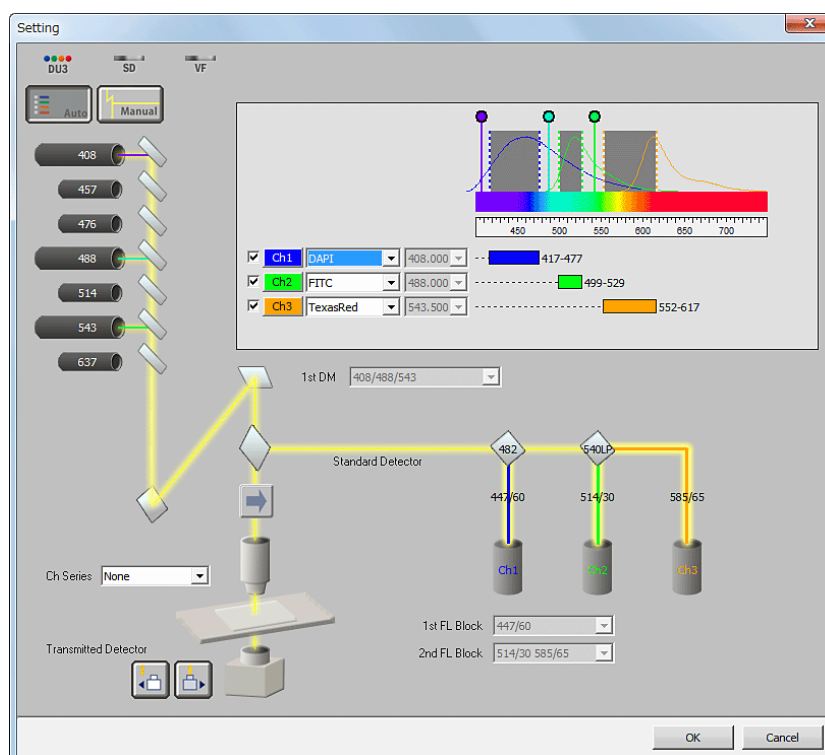 Setting
DU3 SD VF
Auto Manual
408
457
476
488
514
543
637
450 500 550 600 650 700
Ch1 DAPI 408.000 417-477
Ch2 FITC 488.000 499-529
Ch3 TexasRed 543.500 552-617
1st DM 408/488/543
Standard Detector
482 540LP
447/60 514/30 585/65
Ch1 Ch2 Ch3
Ch Series None
1st FL Block 447/60
2nd FL Block 514/30 585/65
Transmitted Detector
OK Cancel